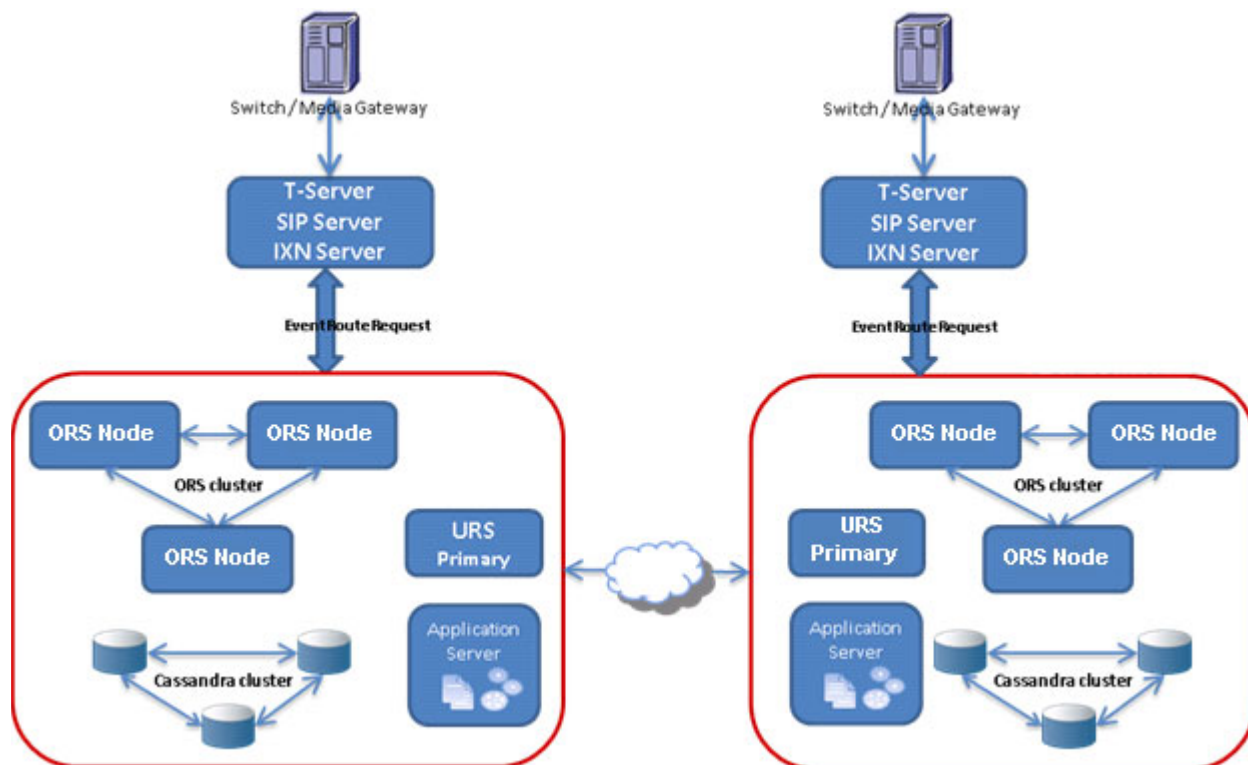 Switch / Media Gateway
T-Server
SIP Server
IXN Server
EventRouteRequest
ORS Node
ORS Node
ORS cluster
ORS Node
URS
Primary
Application
Server
Cassandra cluster
Switch / Media Gateway
T-Server
SIP Server
IXN Server
EventRouteRequest
ORS Node
ORS Node
ORS cluster
ORS Node
URS
Primary
Application
Server
Cassandra cluster